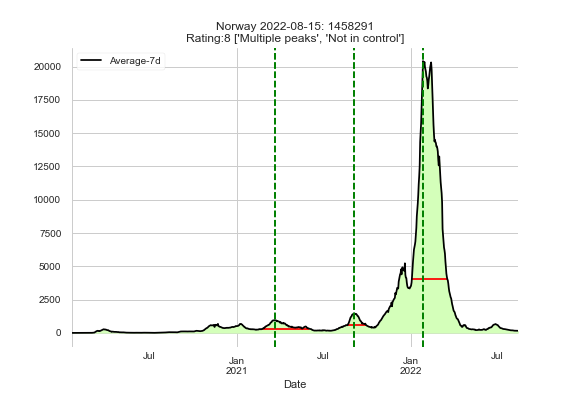 Norway 2022-08-15: 1458291
Rating:8 ['Multiple peaks', 'Not in control']
Average-7d
20000
17500
15000
12500
10000
7500
5000
2500
0
Jul
Jan
2021
Jul
Jan
2022
Jul
Date